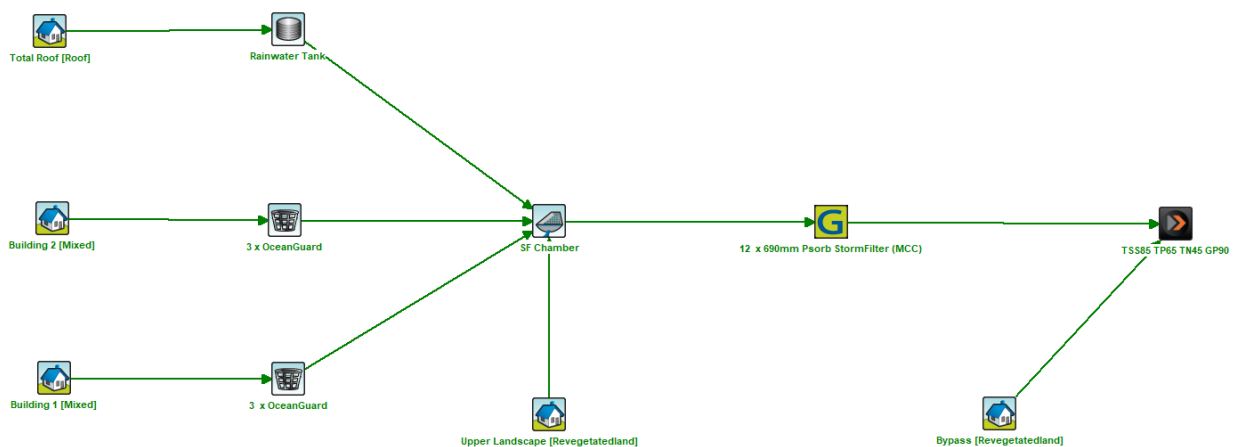 Total Roof [Roof]
Rainwater Tank
Building 2 [Mixed]
3 x OceanGuard
SF Chamber
G
12 x 690mm Psorb StormFilter (MCC)
TSS85 TP65 TN45 GP90
Building 1 [Mixed]
3 x OceanGuard
Upper Landscape [Revegetatedland]
Bypass [Revegetatedland]